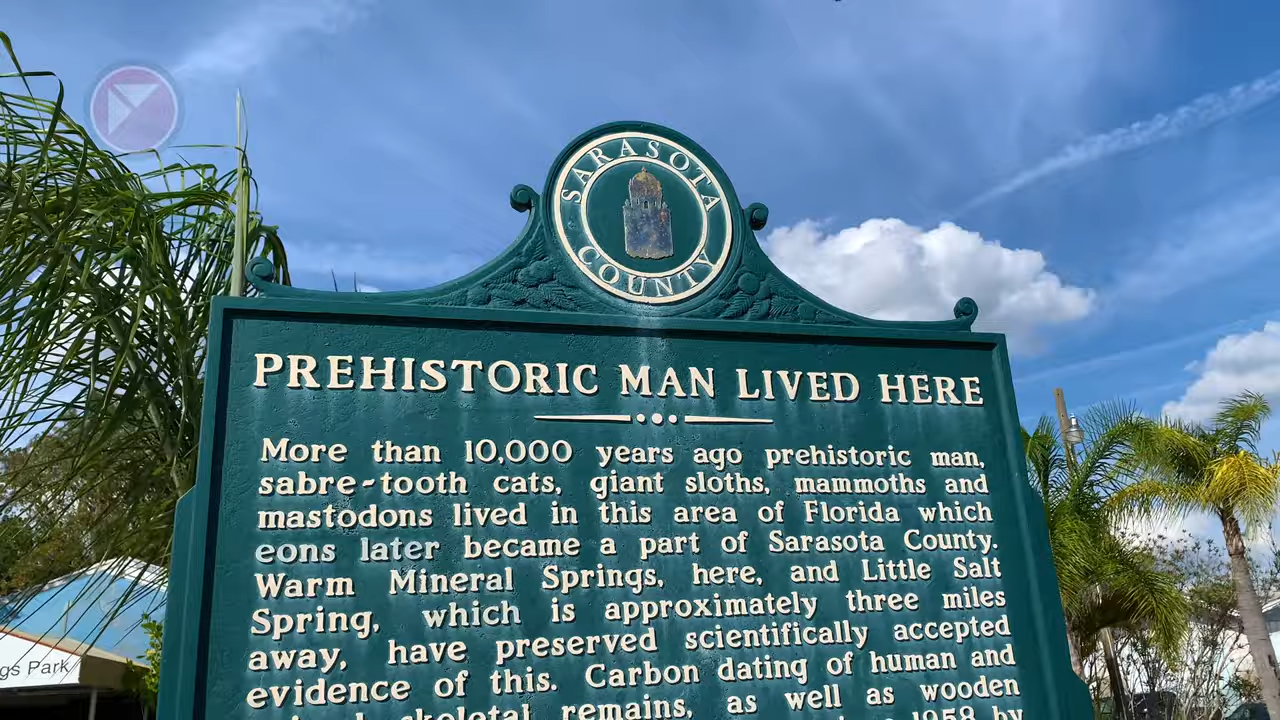 SARASOTA
COUNTY
PREHISTORIC MAN LIVED HERE
More than 10,000 years ago prehistoric man,
sabre-tooth cats, giant sloths, mammoths and
mastodons lived in this area of Florida which
eons later became a part of Sarasota County.
Warm Mineral Springs, here, and Little Salt
Spring, which is approximately three miles
away, have preserved scientifically accepted
evidence of this. Carbon dating of human and
skeletal remains, as well as wooden
1958 by
gs Park